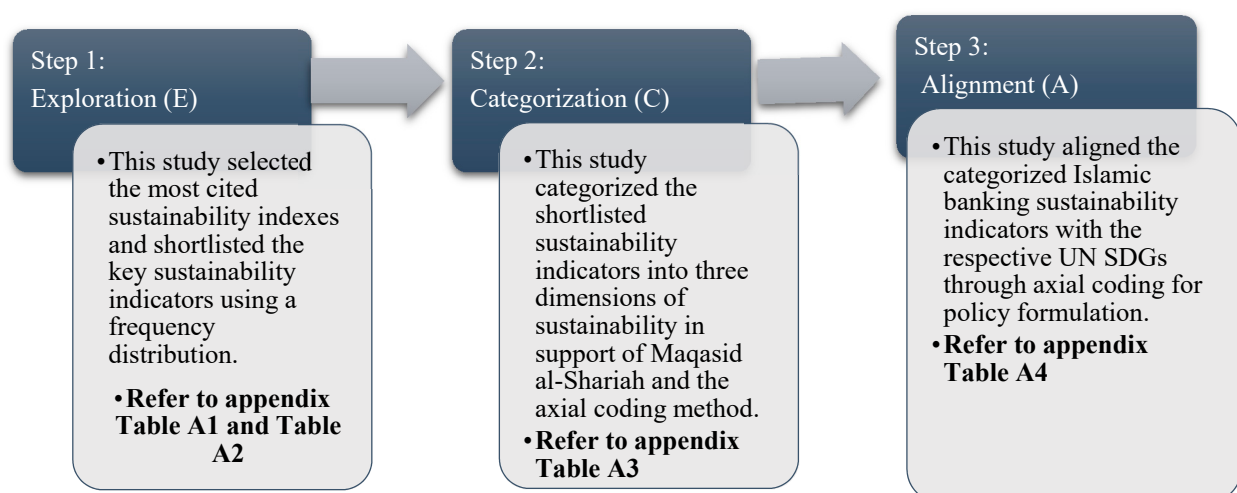 Step 1:
Exploration (E)
•This study selected
the most cited
sustainability indexes
and shortlisted the
key sustainability
indicators using a
frequency
distribution.
•Refer to appendix
Table A1 and Table
A2
Step 2:
Categorization (C)
•This study
categorized the
shortlisted
sustainability
indicators into three
dimensions of
sustainability in
support of Maqasid
al-Shariah and the
axial coding method.
•Refer to appendix
Table A3
Step 3:
Alignment (A)
•This study aligned the
categorized Islamic
banking sustainability
indicators with the
respective UN SDGs
through axial coding for
policy formulation.
•Refer to appendix
Table A4